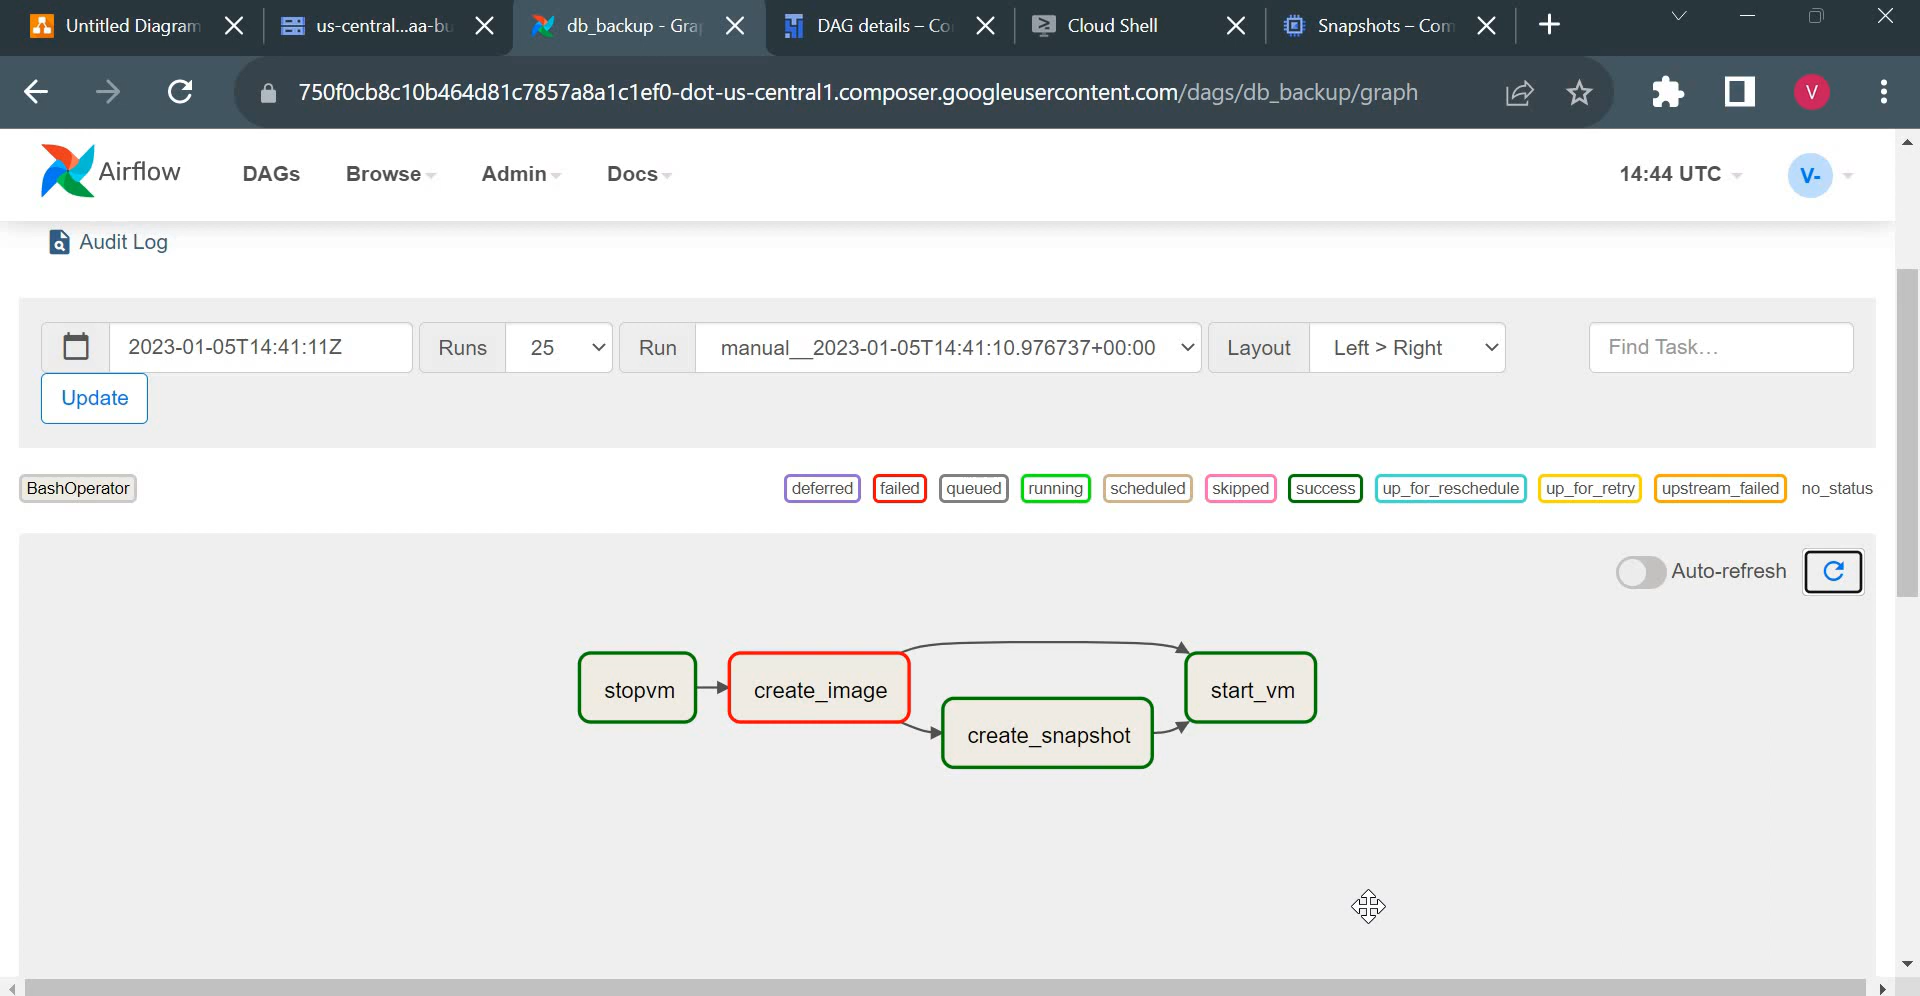 Untitled Diagram
us-central...aa-bu
db_backup - Gra
DAG details – Co
Cloud Shell
Snapshots – Com
750f0cb8c10b464d81c7857a8a1c1ef0-dot-us-central1.composer.googleusercontent.com/dags/db_backup/graph
V
Airflow
DAGs
Browse
Admin
Docs
14:44 UTC
V-
Audit Log
2023-01-05T14:41:11Z
Runs
25
Run
manual__2023-01-05T14:41:10.976737+00:00
Layout
Left > Right
Find Task...
Update
BashOperator
deferred
failed
queued
running
scheduled
skipped
success
up_for_reschedule
up_for_retry
upstream_failed
no_status
Auto-refresh
stopvm
create_image
start_vm
create_snapshot